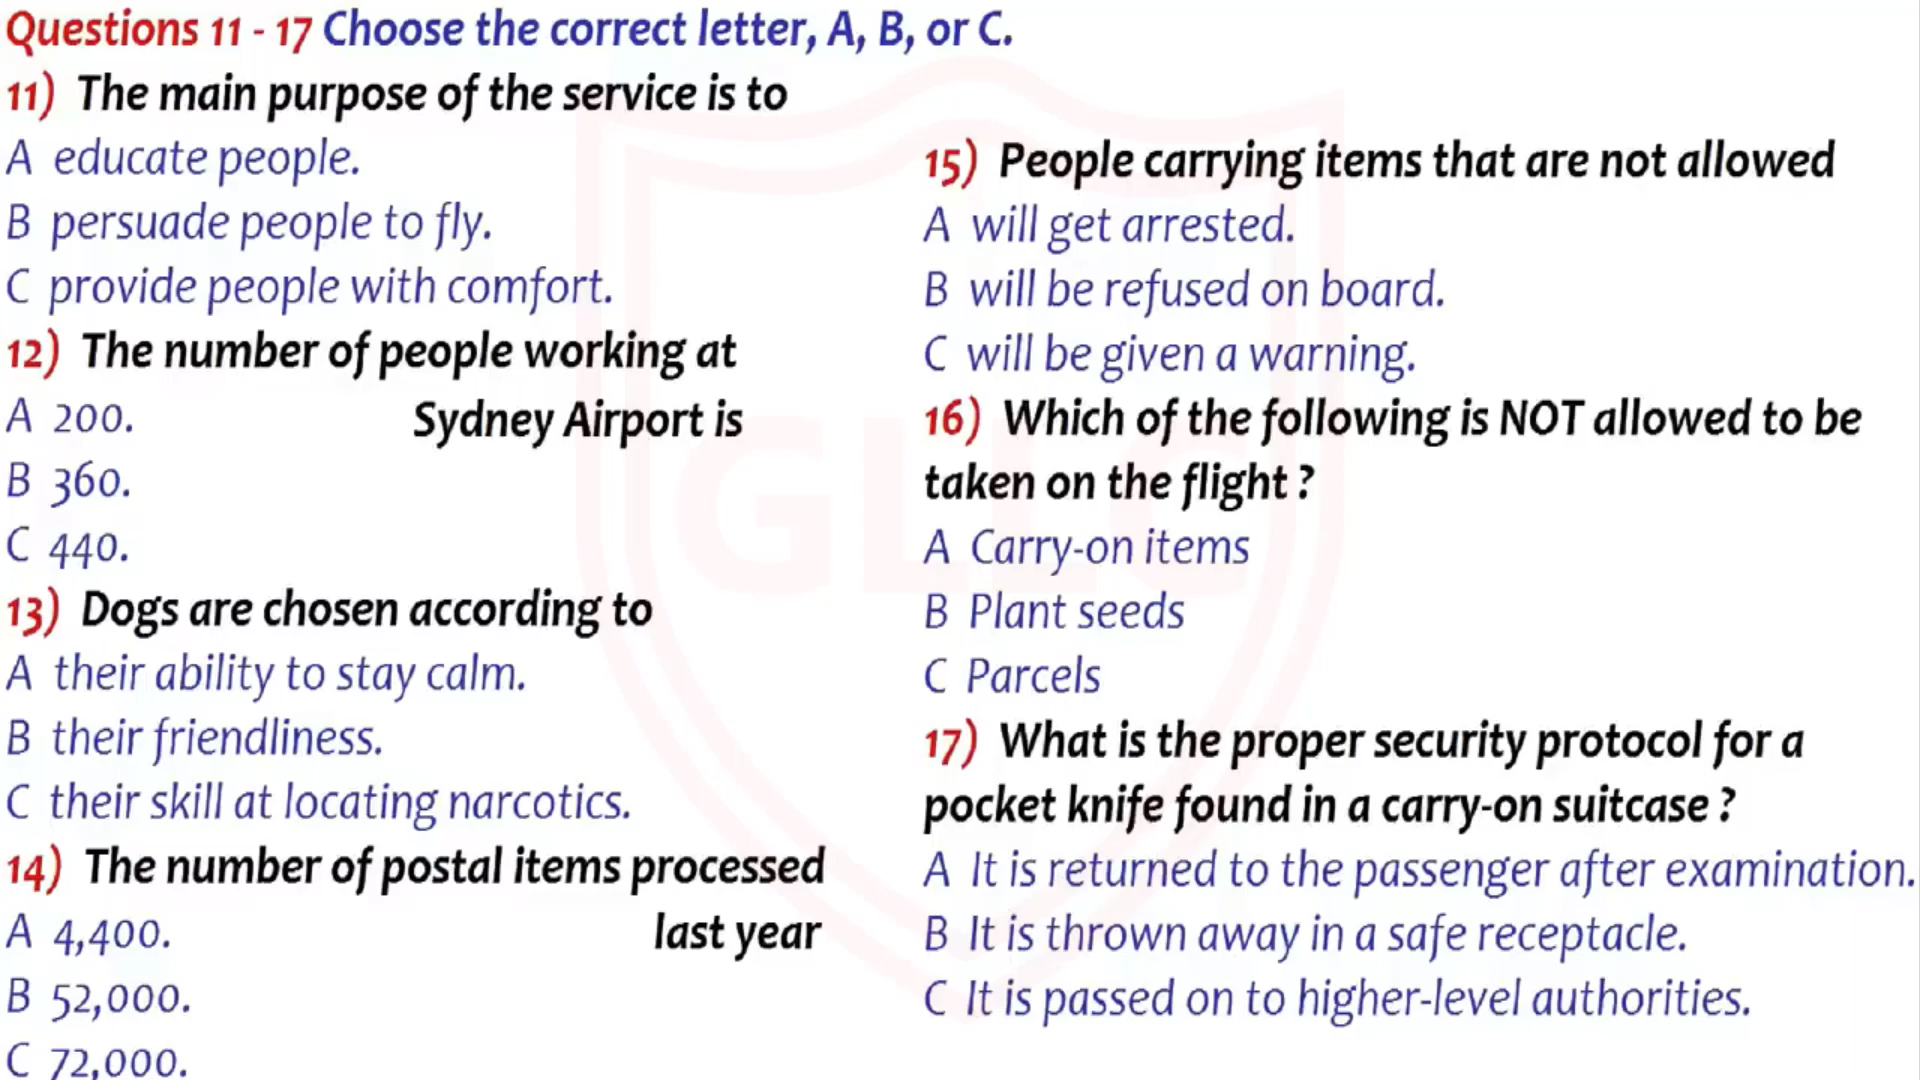 Questions 11 - 17 Choose the correct letter, A, B, or C.
11) The main purpose of the service is to
A educate people.
B persuade people to fly.
C provide people with comfort.
12) The number of people working at
Sydney Airport is
A 200.
B 360.
C 440.
13) Dogs are chosen according to
A their ability to stay calm.
B their friendliness.
C their skill at locating narcotics.
14) The number of postal items processed
last year
A 4,400.
B 52,000.
C 72,000.
15) People carrying items that are not allowed
A will get arrested.
B will be refused on board.
C will be given a warning.
16) Which of the following is NOT allowed to be
taken on the flight ?
A Carry-on items
B Plant seeds
C Parcels
17) What is the proper security protocol for a
pocket knife found in a carry-on suitcase ?
A It is returned to the passenger after examination.
B It is thrown away in a safe receptacle.
C It is passed on to higher-level authorities.
GLLC